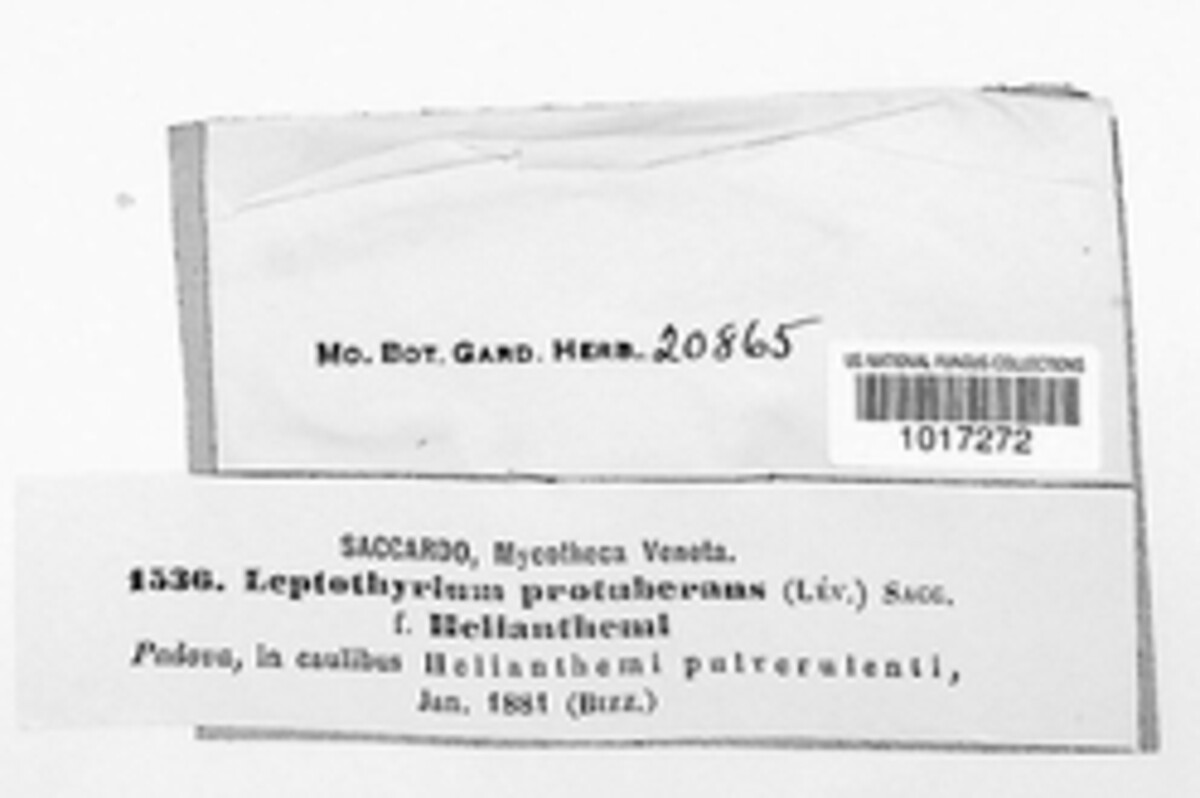 MO. BOT. GARD. HERB. 20865
US NATIONAL FUNGUS COLLECTIONS
1017272
SACCARDO, Mycotheca Veneta.
1536. Leptothyrium protuberans (Lév.) SACC.
f. Helianthemi
Padova, in caulibus Helianthemi pulverulenti,
Jan. 1881 (BIZZ.)